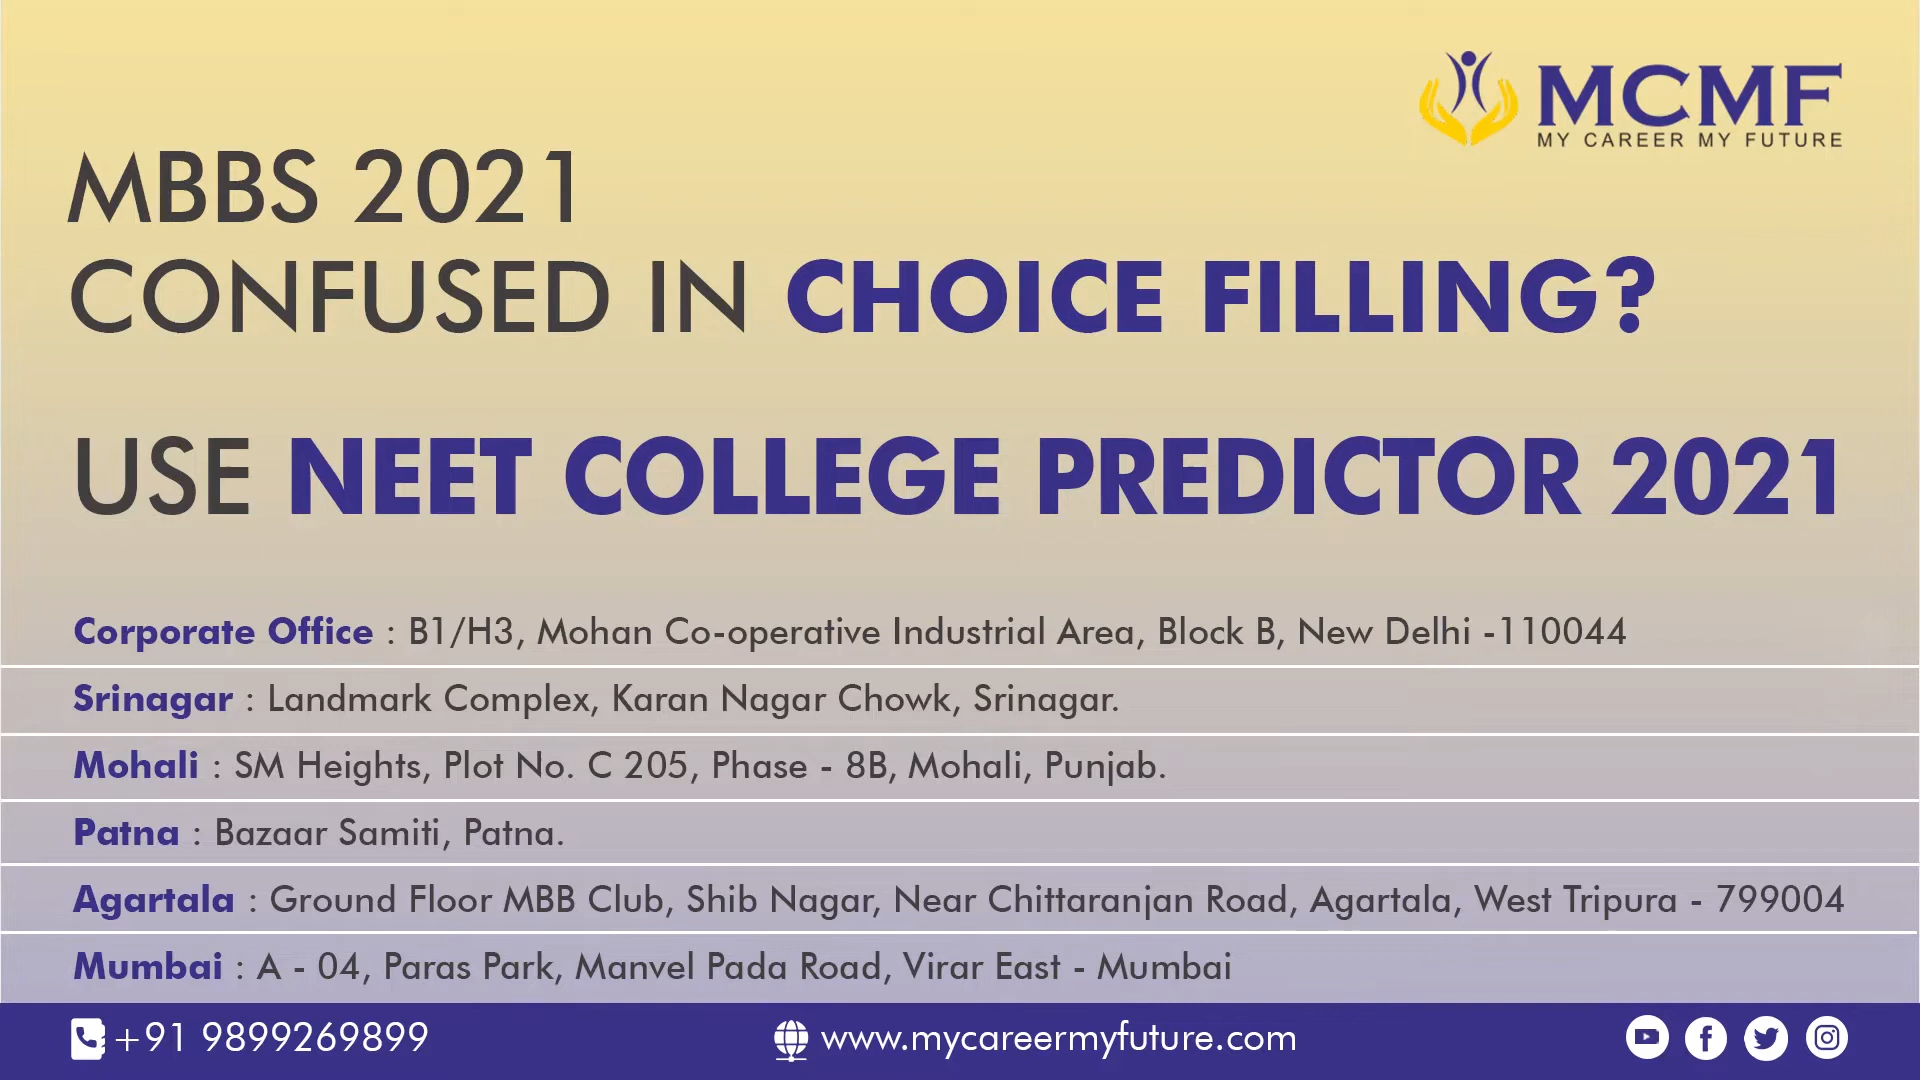 MCMF
MY CAREER MY FUTURE
MBBS 2021
CONFUSED IN CHOICE FILLING?
USE NEET COLLEGE PREDICTOR 2021
Corporate Office : B1/H3, Mohan Co-operative Industrial Area, Block B, New Delhi -110044
Srinagar : Landmark Complex, Karan Nagar Chowk, Srinagar.
Mohali : SM Heights, Plot No. C 205, Phase - 8B, Mohali, Punjab.
Patna : Bazaar Samiti, Patna.
Agartala : Ground Floor MBB Club, Shib Nagar, Near Chittaranjan Road, Agartala, West Tripura - 799004
Mumbai : A - 04, Paras Park, Manvel Pada Road, Virar East - Mumbai
+91 9899269899 www.mycareermyfuture.com